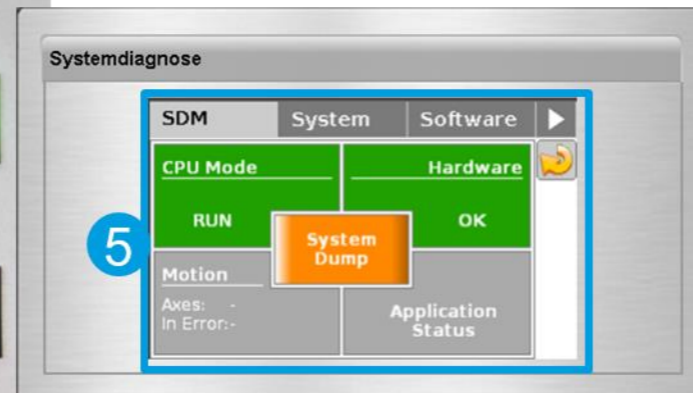 Systemdiagnose
SDM System Software
CPU Mode
Hardware
RUN
OK
System
Dump
5
Motion
Axes: -
In Error:-
Application
Status